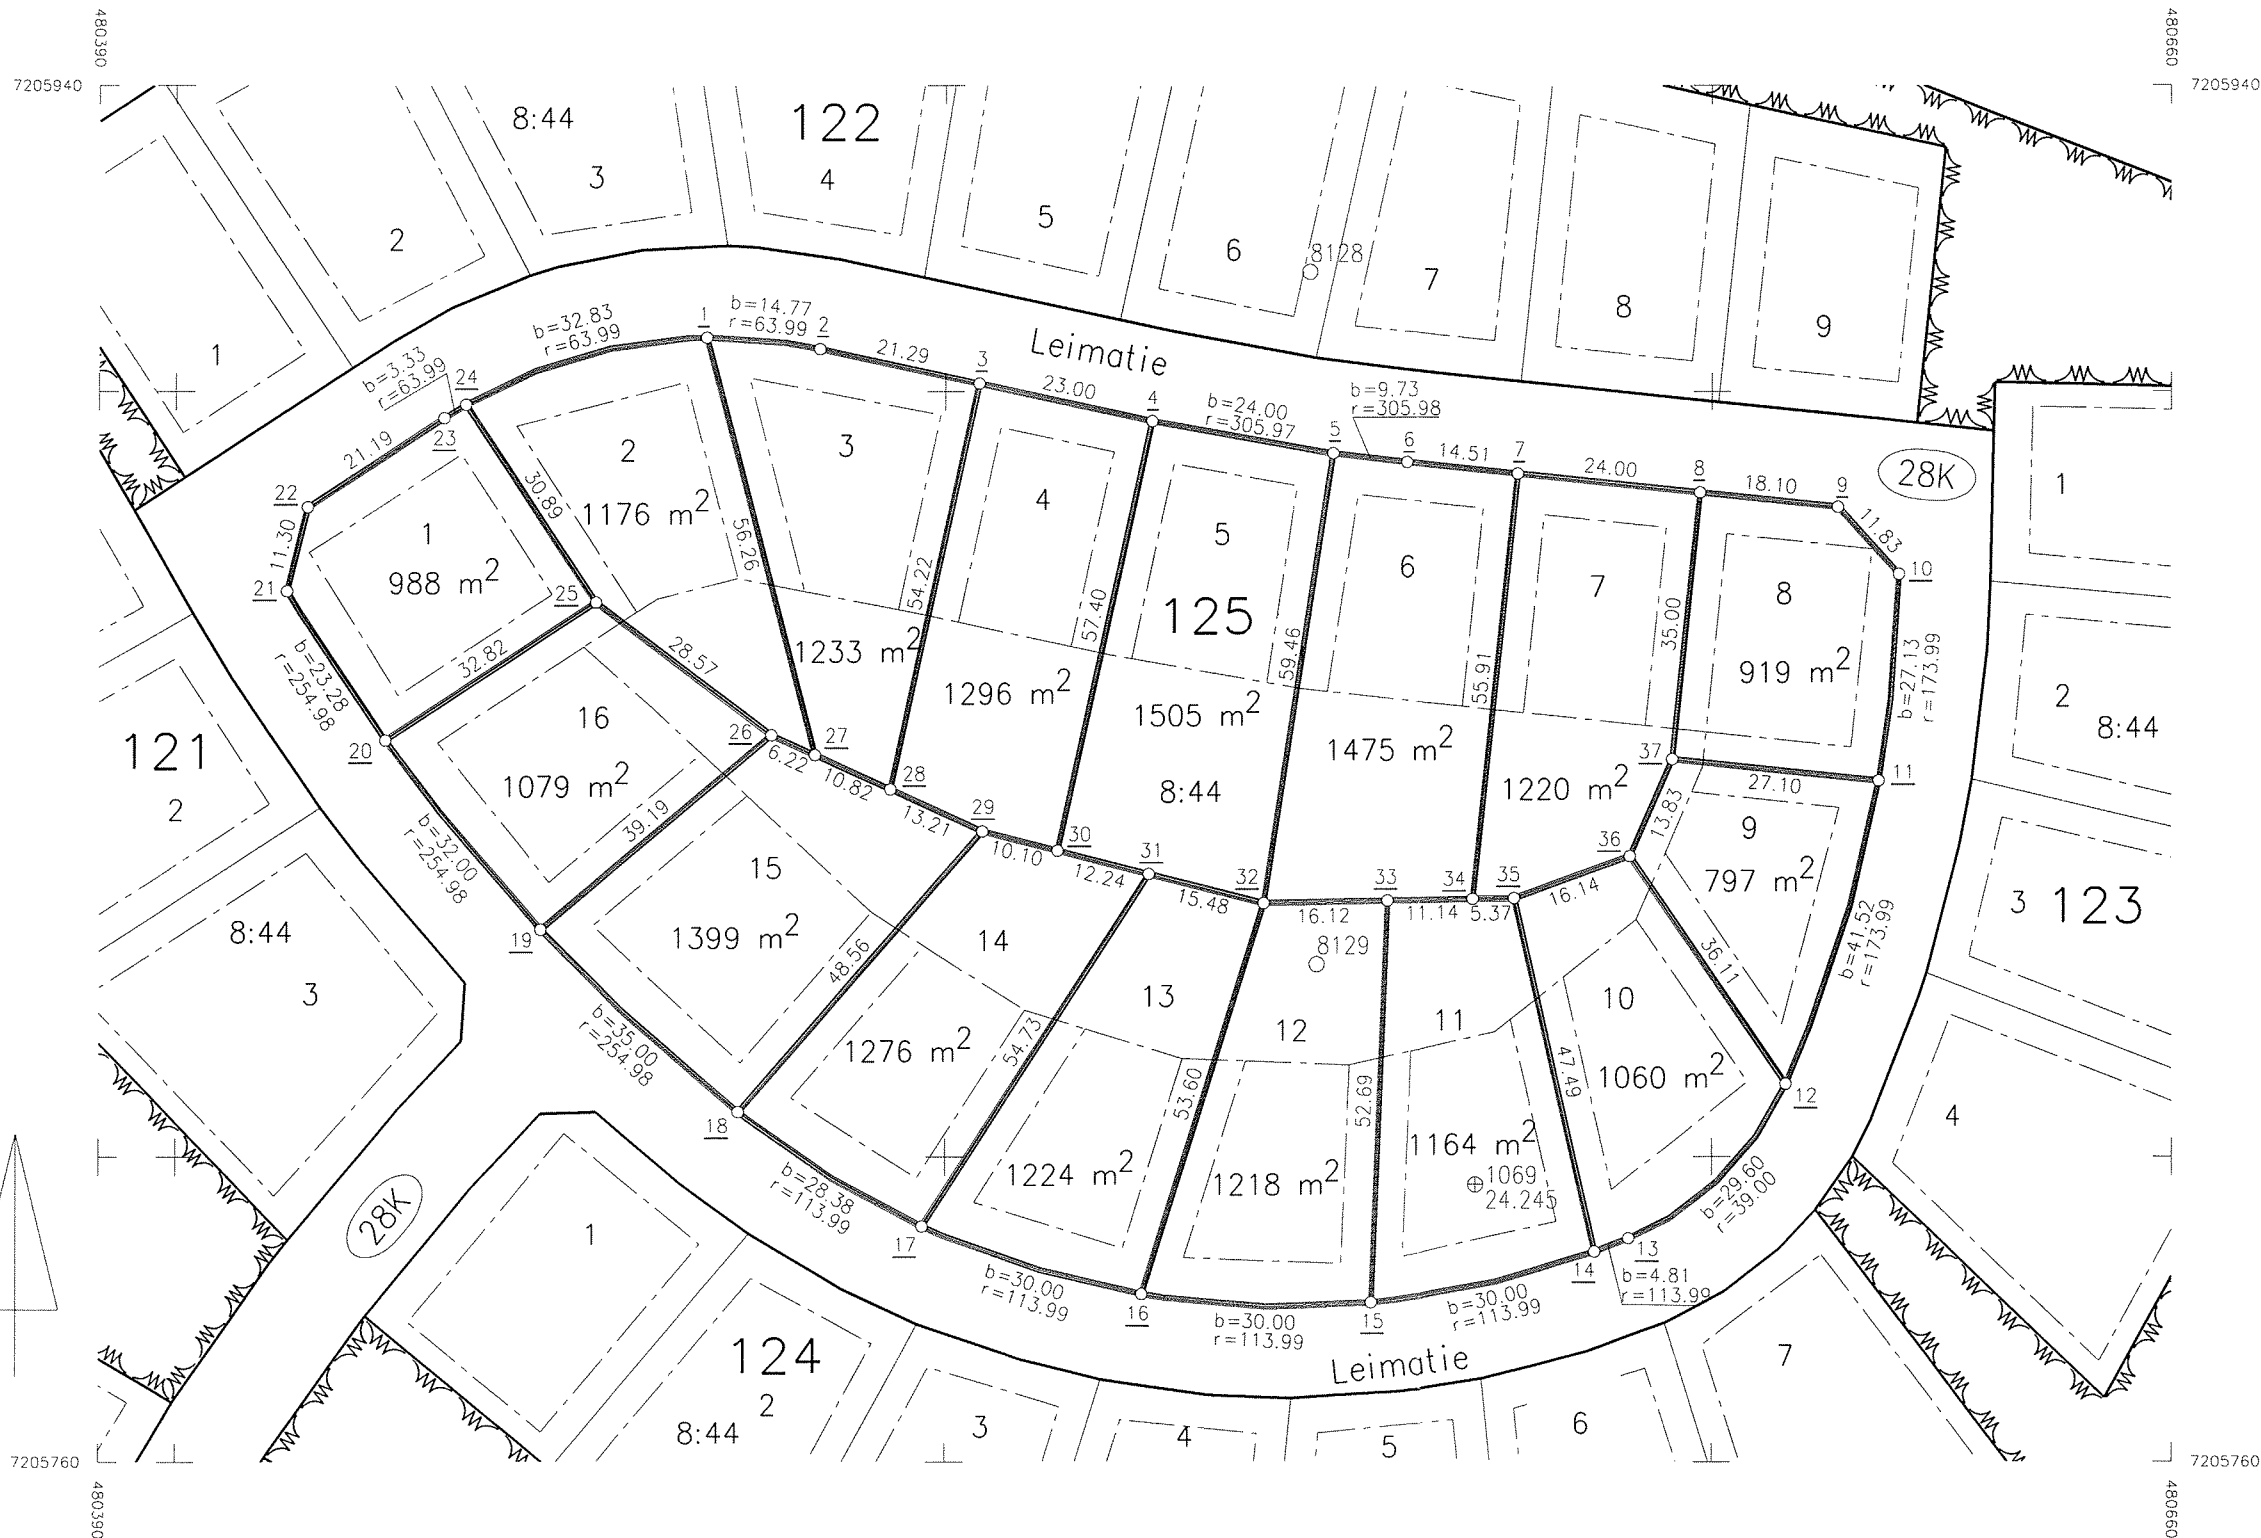 480390
480660
7205940
7205940
8:44
122
3
4
2
5
6
8128
7
8
9
1
b=14.77
r=63.99
b=32.83
r=63.99
1
2
21.29
3
Leimatie
b=3.33
r=63.99
24
23.00
4
b=24.00
r=305.97
b=9.73
r=305.98
5
6
14.51
7
24.00
8
18.10
9
28K
11.83
10
21.19
23
22
11.30
21
1
988 m2
30.89
2
1176 m2
56.26
3
54.22
4
57.40
5
125
59.46
6
55.91
7
35.00
8
919 m2
b=27.13
r=173.99
1
2
8:44
25
32.82
28.57
b=23.28
r=254.98
20
16
1079 m2
26
6.22
27
10.82
28
1233 m2
1296 m2
1505 m2
8:44
1475 m2
1220 m2
37
27.10
11
121
2
13.21
29
10.10
30
12.24
31
15.48
32
16.12
33
11.14
34
5.37
35
16.14
36
13.83
9
797 m2
36.11
b=41.52
r=173.99
3
123
b=32.00
r=254.98
39.19
15
1399 m2
19
8:44
3
48.56
14
1276 m2
54.73
13
8129
12
11
10
1060 m2
47.49
12
4
b=35.00
r=254.98
18
1224 m2
53.60
1218 m2
52.69
1164 m2
1069
24.245
b=29.60
r=39.00
13
14
b=4.81
r=113.99
28K
1
b=28.38
r=113.99
17
b=30.00
r=113.99
16
b=30.00
r=113.99
15
b=30.00
r=113.99
Leimatie
124
2
8:44
3
4
5
6
7
7205760
7205760
480390
480660